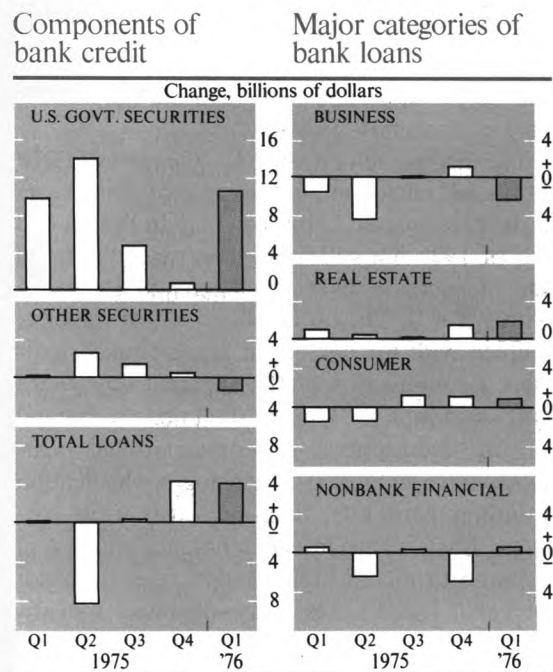 Components of
bank credit
Major categories of
bank loans
Change, billions of dollars
U.S. GOVT. SECURITIES
16
12
8
4
0
OTHER SECURITIES
4
+
0
−
4
TOTAL LOANS
8
4
+
0
−
4
8
Q1 Q2 Q3 Q4 Q1
1975 '76
BUSINESS
4
+
0
−
4
REAL ESTATE
4
0
CONSUMER
4
+
0
−
4
NONBANK FINANCIAL
4
+
0
−
4
Q1 Q2 Q3 Q4 Q1
1975 '76